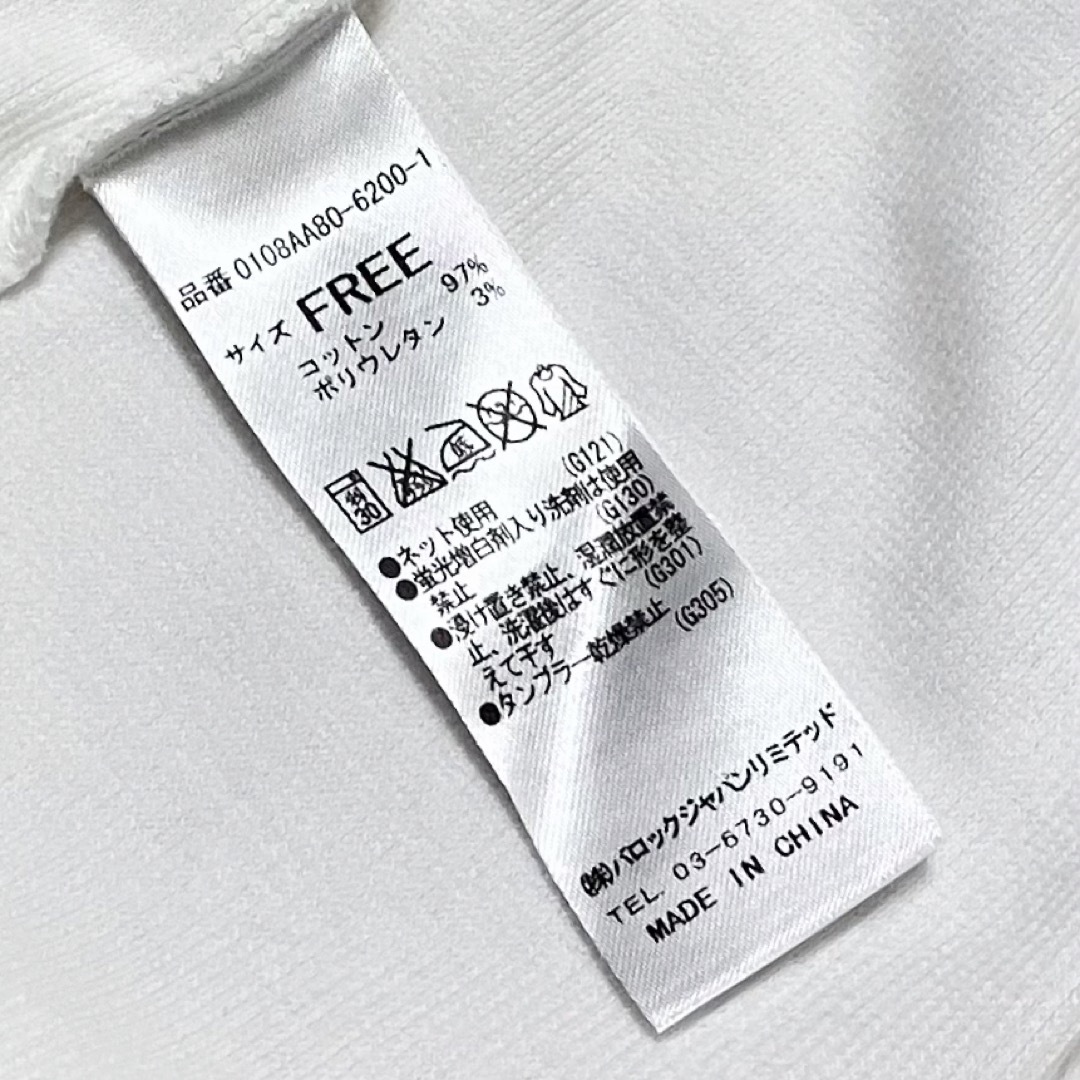 品番 0108AA80-6200-1
サイズ FREE
コットン 97%
ポリウレタン 3%
弱 30 低
●ネット使用 (G121)
●蛍光増白剤入り洗剤は使用
禁止 (G130)
●浸け置き禁止、湿潤放置禁
止、洗濯後はすぐに形を整
えて干す (G301)
●タンブラー乾燥禁止 (G305)
(株)バロックジャパンリミテッド
TEL. 03-6730-9191
MADE IN CHINA